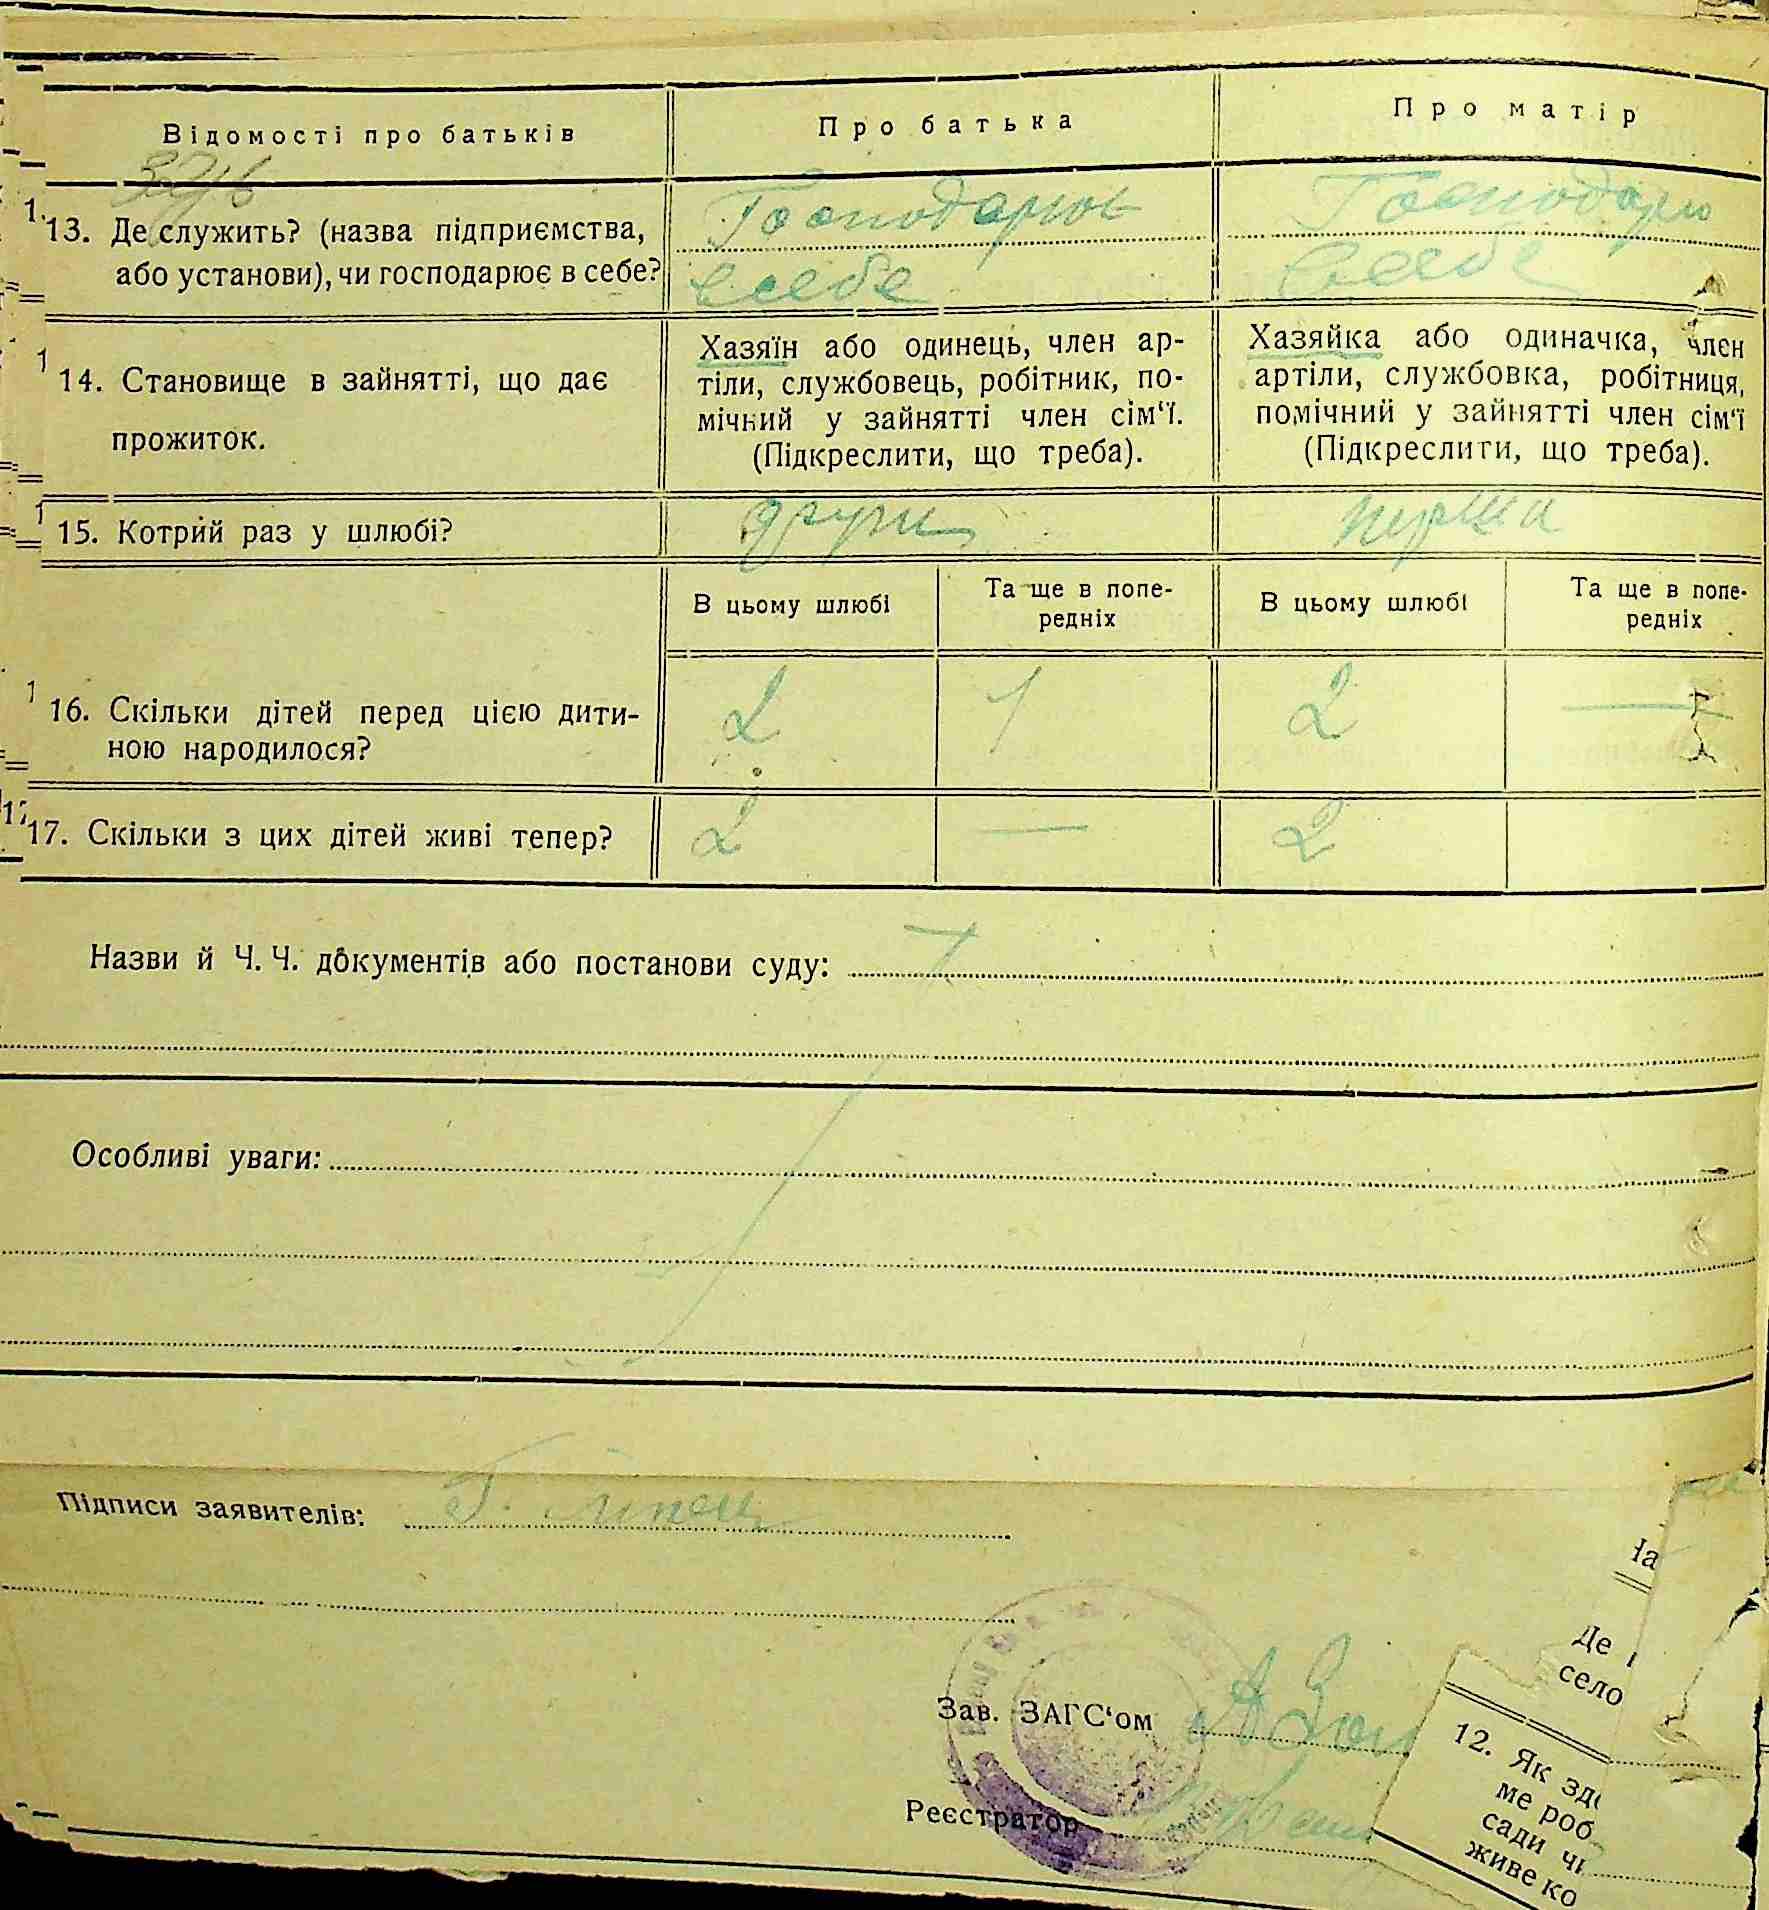 Відомості про батьків
Про батька
Про матір
13. Де служить? (назва підприємства,
або установи), чи господарює в себе?
Господарює
в себе
Господарю
в себе
14. Становище в зайнятті, що дає
прожиток.
Хазяїн або одинець, член ар-
тіли, службовець, робітник, по-
мічний у зайнятті член сім‘ї.
(Підкреслити, що треба).
Хазяйка або одиначка, член
артіли, службовка, робітниця,
помічний у зайнятті член сім‘ї
(Підкреслити, що треба).
15. Котрий раз у шлюбі?
други
перший
В цьому шлюбі
Та ще в попе-
редніх
В цьому шлюбі
Та ще в попе-
редніх
16. Скільки дітей перед цією дити-
ною народилося?
2
1
2
—
17. Скільки з цих дітей живі тепер?
2
—
2
Назви й Ч. Ч. документів або постанови суду:
Особливі уваги:
Підписи заявителів:
Зав. ЗАГС‘ом
Реєстратор
Де
село
12. Як
ме роб
сади
живе ко